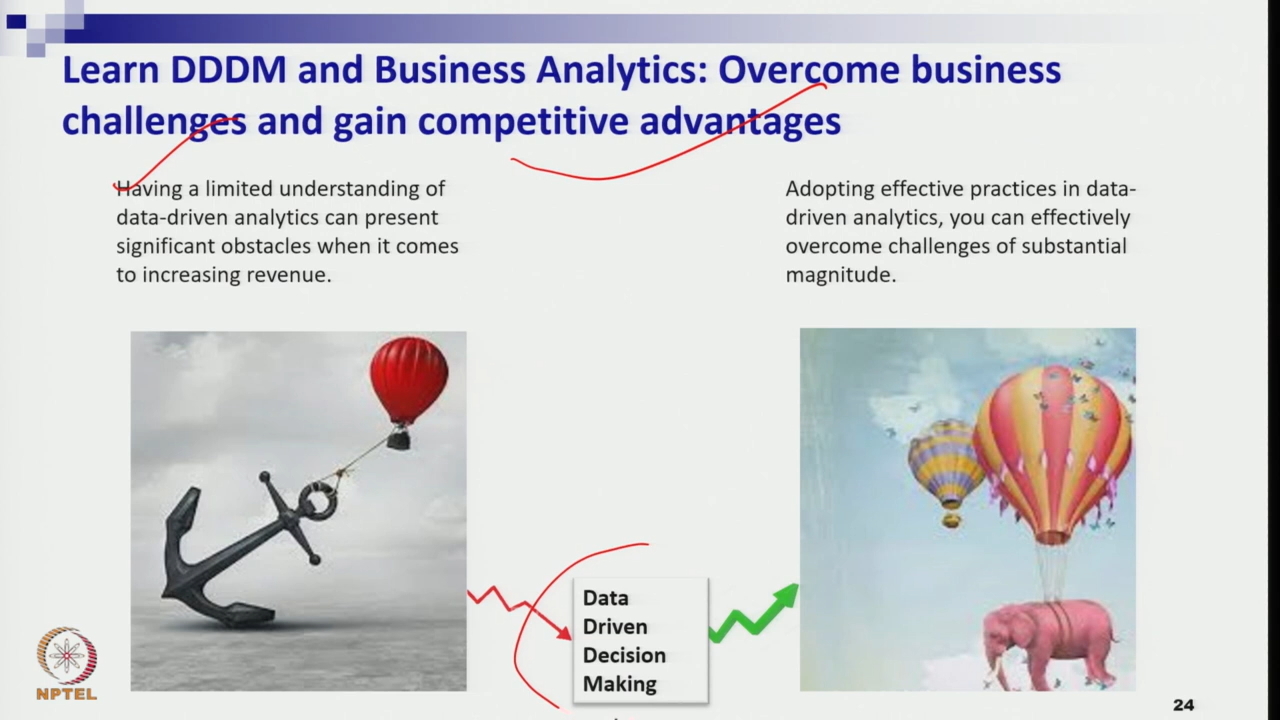 Learn DDDM and Business Analytics: Overcome business
challenges and gain competitive advantages
Having a limited understanding of
data-driven analytics can present
significant obstacles when it comes
to increasing revenue.
Adopting effective practices in data-
driven analytics, you can effectively
overcome challenges of substantial
magnitude.
Data
Driven
Decision
Making
NPTEL
24